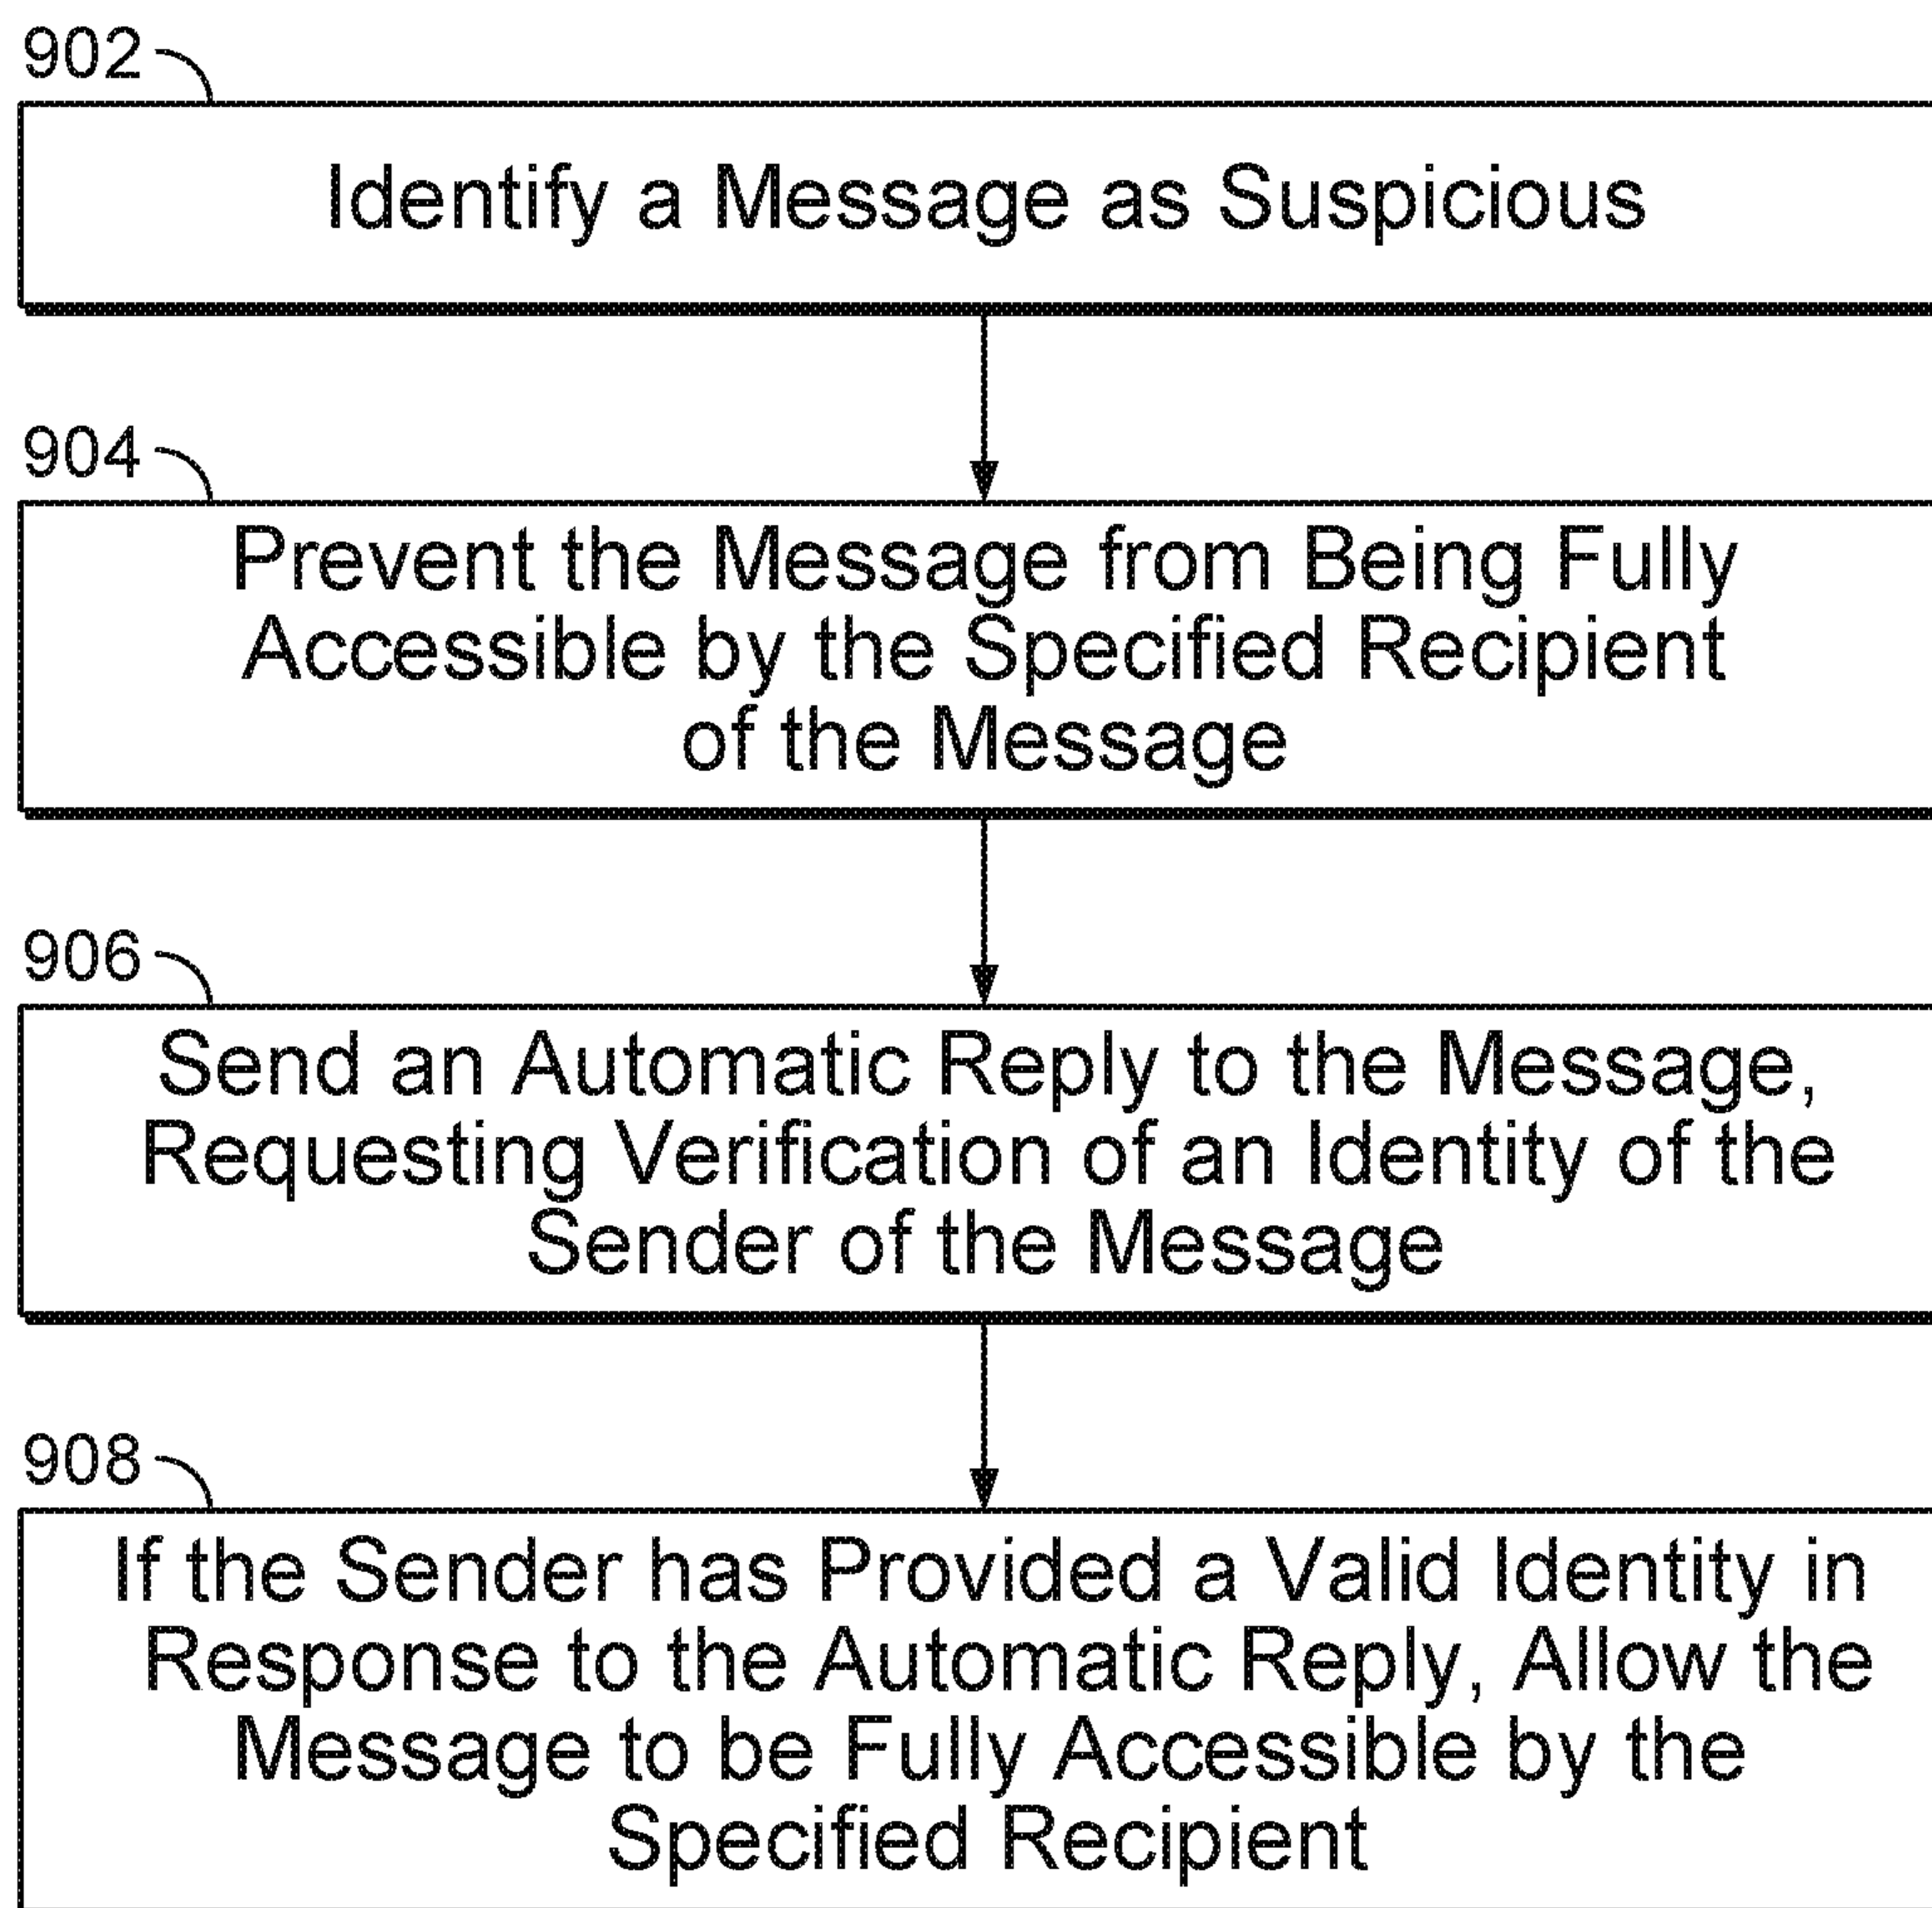 902
Identify a Message as Suspicious
904
Prevent the Message from Being Fully
Accessible by the Specified Recipient
of the Message
906
Send an Automatic Reply to the Message,
Requesting Verification of an Identity of the
Sender of the Message
908
If the Sender has Provided a Valid Identity in
Response to the Automatic Reply, Allow the
Message to be Fully Accessible by the
Specified Recipient